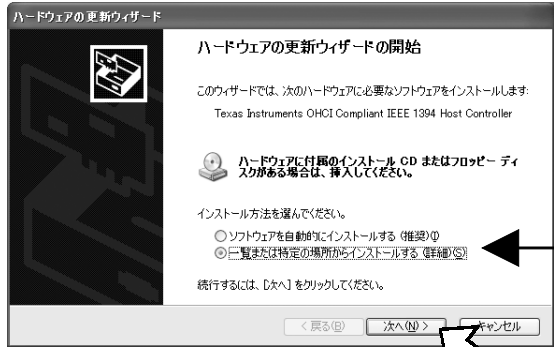 ハードウェアの更新ウィザード
ハードウェアの更新ウィザードの開始
このウィザードでは、次のハードウェアに必要なソフトウェアをインストールします:
Texas Instruments OHCI Compliant IEEE 1394 Host Controller
ハードウェアに付属のインストール CD またはフロッピー ディ
スクがある場合は、挿入してください。
インストール方法を選んでください。
ソフトウェアを自動的にインストールする (推奨)(I)
一覧または特定の場所からインストールする (詳細)(S)
続行するには、[次へ] をクリックしてください。
< 戻る(B)
次へ(N) >
キャンセル